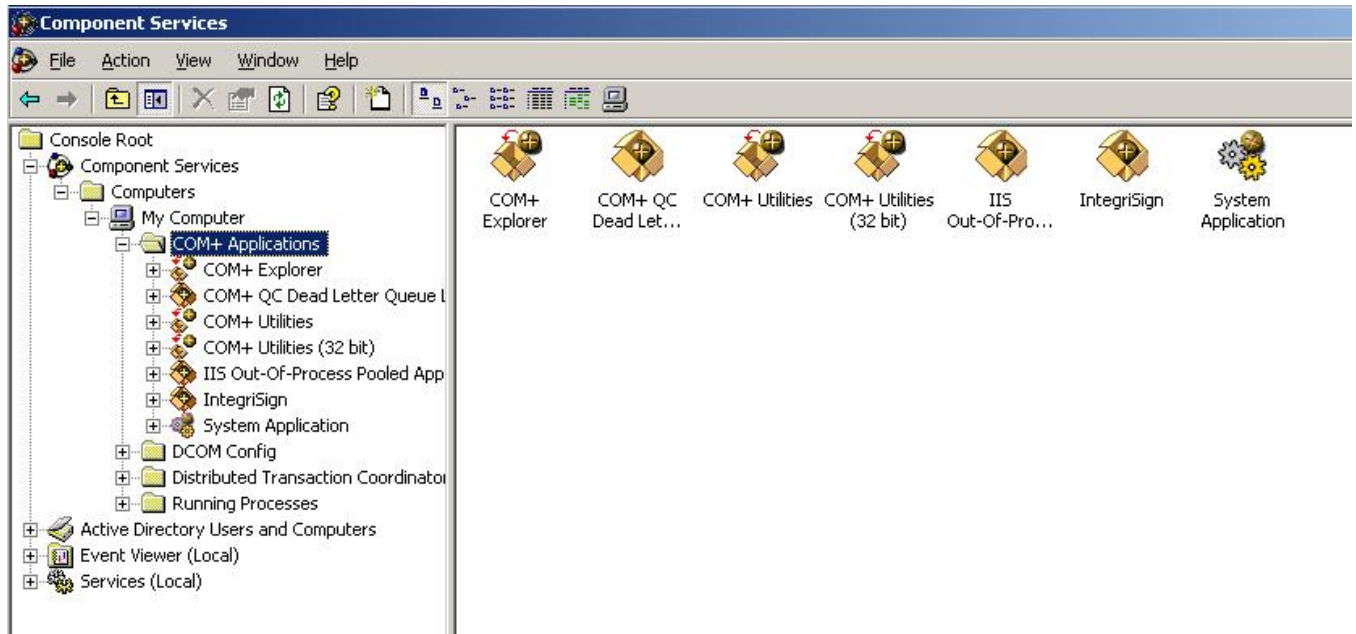 Component Services
File Action View Window Help
Console Root
Component Services
Computers
My Computer
COM+ Applications
COM+ Explorer
COM+ QC Dead Letter Queue L
COM+ Utilities
COM+ Utilities (32 bit)
IIS Out-Of-Process Pooled App
IntegriSign
System Application
DCOM Config
Distributed Transaction Coordinator
Running Processes
Active Directory Users and Computers
Event Viewer (Local)
Services (Local)
COM+ Explorer
COM+ QC Dead Let...
COM+ Utilities
COM+ Utilities (32 bit)
IIS Out-Of-Pro...
IntegriSign
System Application